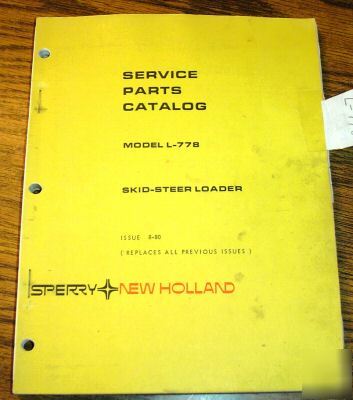 SERVICE
PARTS
CATALOG
MODEL L-778
SKID-STEER LOADER
ISSUE 8-80
( REPLACES ALL PREVIOUS ISSUES )
SPERRY NEW HOLLAND